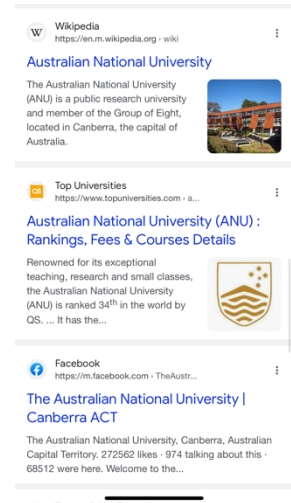 W
Wikipedia
https://en.m.wikipedia.org › wiki
Australian National University
The Australian National University
(ANU) is a public research university
and member of the Group of Eight,
located in Canberra, the capital of
Australia.
QS
Top Universities
https://www.topuniversities.com › a...
Australian National University (ANU) :
Rankings, Fees & Courses Details
Renowned for its exceptional
teaching, research and small classes,
the Australian National University
(ANU) is ranked 34th in the world by
QS. ... It has the...
Facebook
https://m.facebook.com › TheAustr...
The Australian National University |
Canberra ACT
The Australian National University, Canberra, Australian
Capital Territory. 272562 likes · 974 talking about this ·
68512 were here. Welcome to the...